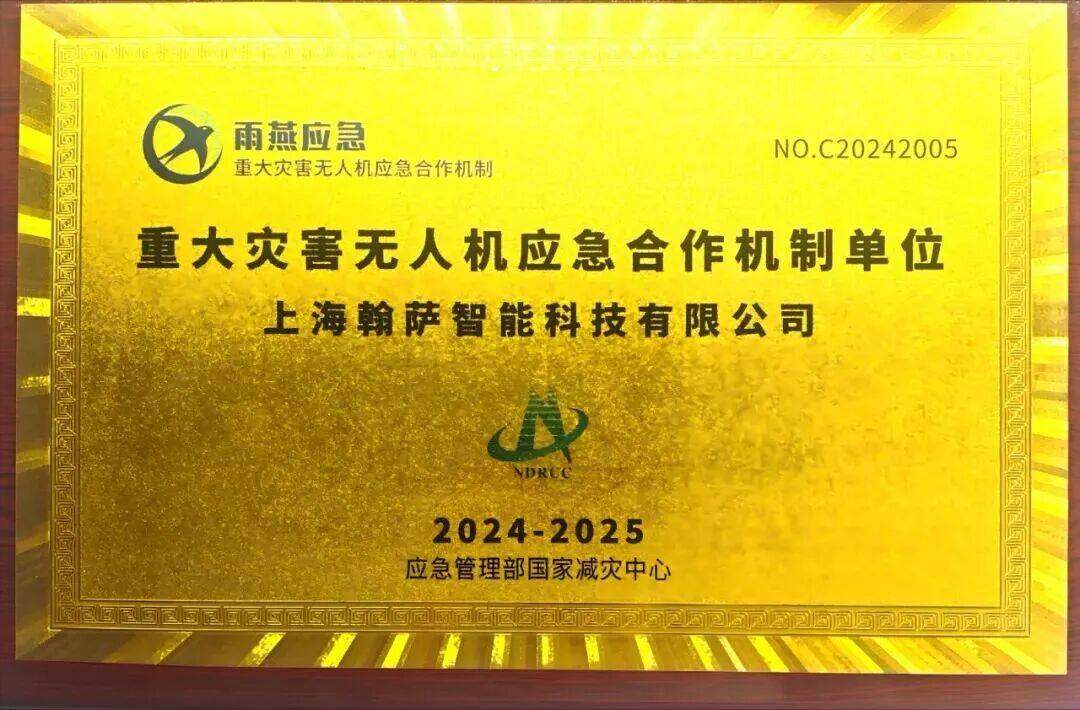 雨燕应急
重大灾害无人机应急合作机制
NO.C20242005
重大灾害无人机应急合作机制单位
上海翰萨智能科技有限公司
NDRCC
2024-2025
应急管理部国家减灾中心